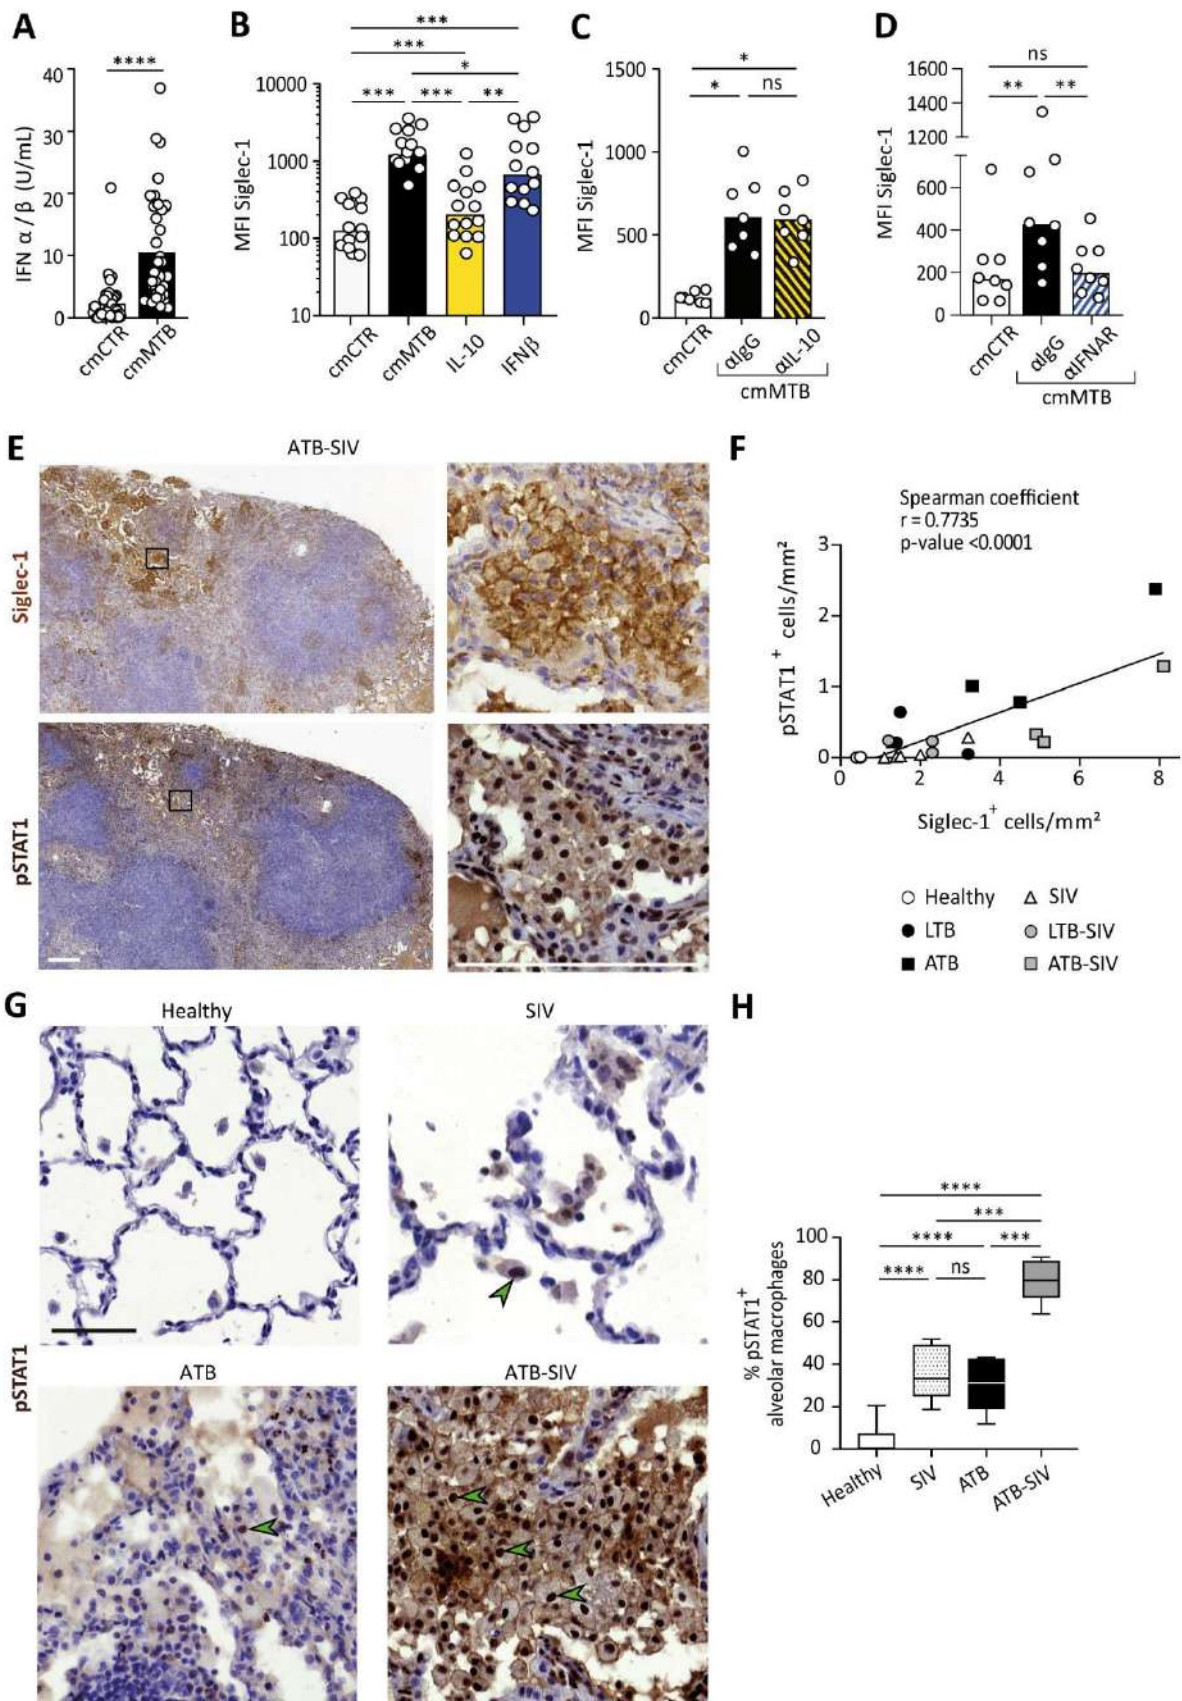 A
****
IFN α / β (U/mL)
40
30
20
10
0
cmCTR
cmMTB
B
***
***
*
*** *** **
MFI Siglec-1
10000
1000
100
10
cmCTR
cmMTB
IL-10
IFNβ
C
*
* ns
MFI Siglec-1
1500
1000
500
0
cmCTR
αIgG
αIL-10
cmMTB
D
ns
** **
MFI Siglec-1
1600
1400
1200
600
400
200
0
cmCTR
αIgG
αIFNAR
cmMTB
E
ATB-SIV
Siglec-1
pSTAT1
F
Spearman coefficient
r = 0.7735
p-value <0.0001
pSTAT1⁺ cells/mm²
3
2
1
0
0 2 4 6 8
Siglec-1⁺ cells/mm²
Healthy SIV
LTB LTB-SIV
ATB ATB-SIV
G
Healthy SIV
pSTAT1
ATB ATB-SIV
H
****
***
**** ***
**** ns
% pSTAT1⁺
alveolar macrophages
100
80
60
40
20
0
Healthy
SIV
ATB
ATB-SIV